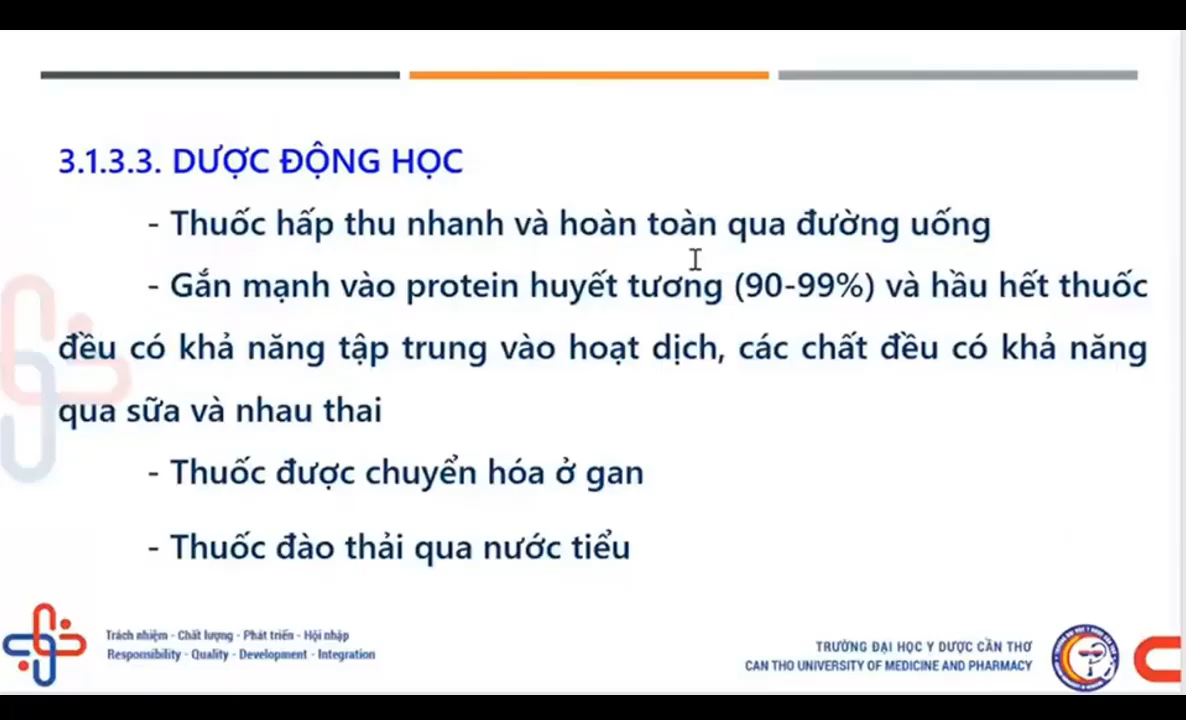 3.1.3.3. DƯỢC ĐỘNG HỌC
- Thuốc hấp thu nhanh và hoàn toàn qua đường uống
- Gắn mạnh vào protein huyết tương (90-99%) và hầu hết thuốc
đều có khả năng tập trung vào hoạt dịch, các chất đều có khả năng
qua sữa và nhau thai
- Thuốc được chuyển hóa ở gan
- Thuốc đào thải qua nước tiểu
Trách nhiệm - Chất lượng - Phát triển - Hội nhập
Responsibility - Quality - Development - Integration
TRƯỜNG ĐẠI HỌC Y DƯỢC CẦN THƠ
CAN THO UNIVERSITY OF MEDICINE AND PHARMACY